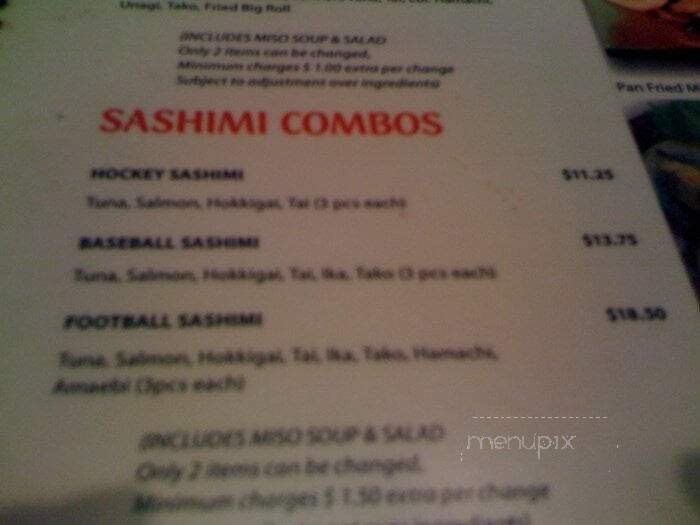 Unagi, Tako, Fried Big Roll
(INCLUDES MISO SOUP & SALAD
Only 2 items can be changed,
Minimum charges $ 1.00 extra per change
Subject to adjustment over ingredients)
Pan Fried M
SASHIMI COMBOS
HOCKEY SASHIMI $11.25
Tuna, Salmon, Hokkigai, Tai (3 pcs each)
BASEBALL SASHIMI $13.75
Tuna, Salmon, Hokkigai, Tai, Ika, Tako (3 pcs each)
FOOTBALL SASHIMI $18.50
Tuna, Salmon, Hokkigai, Tai, Ika, Tako, Hamachi,
Amaebi (3pcs each)
(INCLUDES MISO SOUP & SALAD
Only 2 items can be changed,
Minimum charges $ 1.50 extra per change
menupix